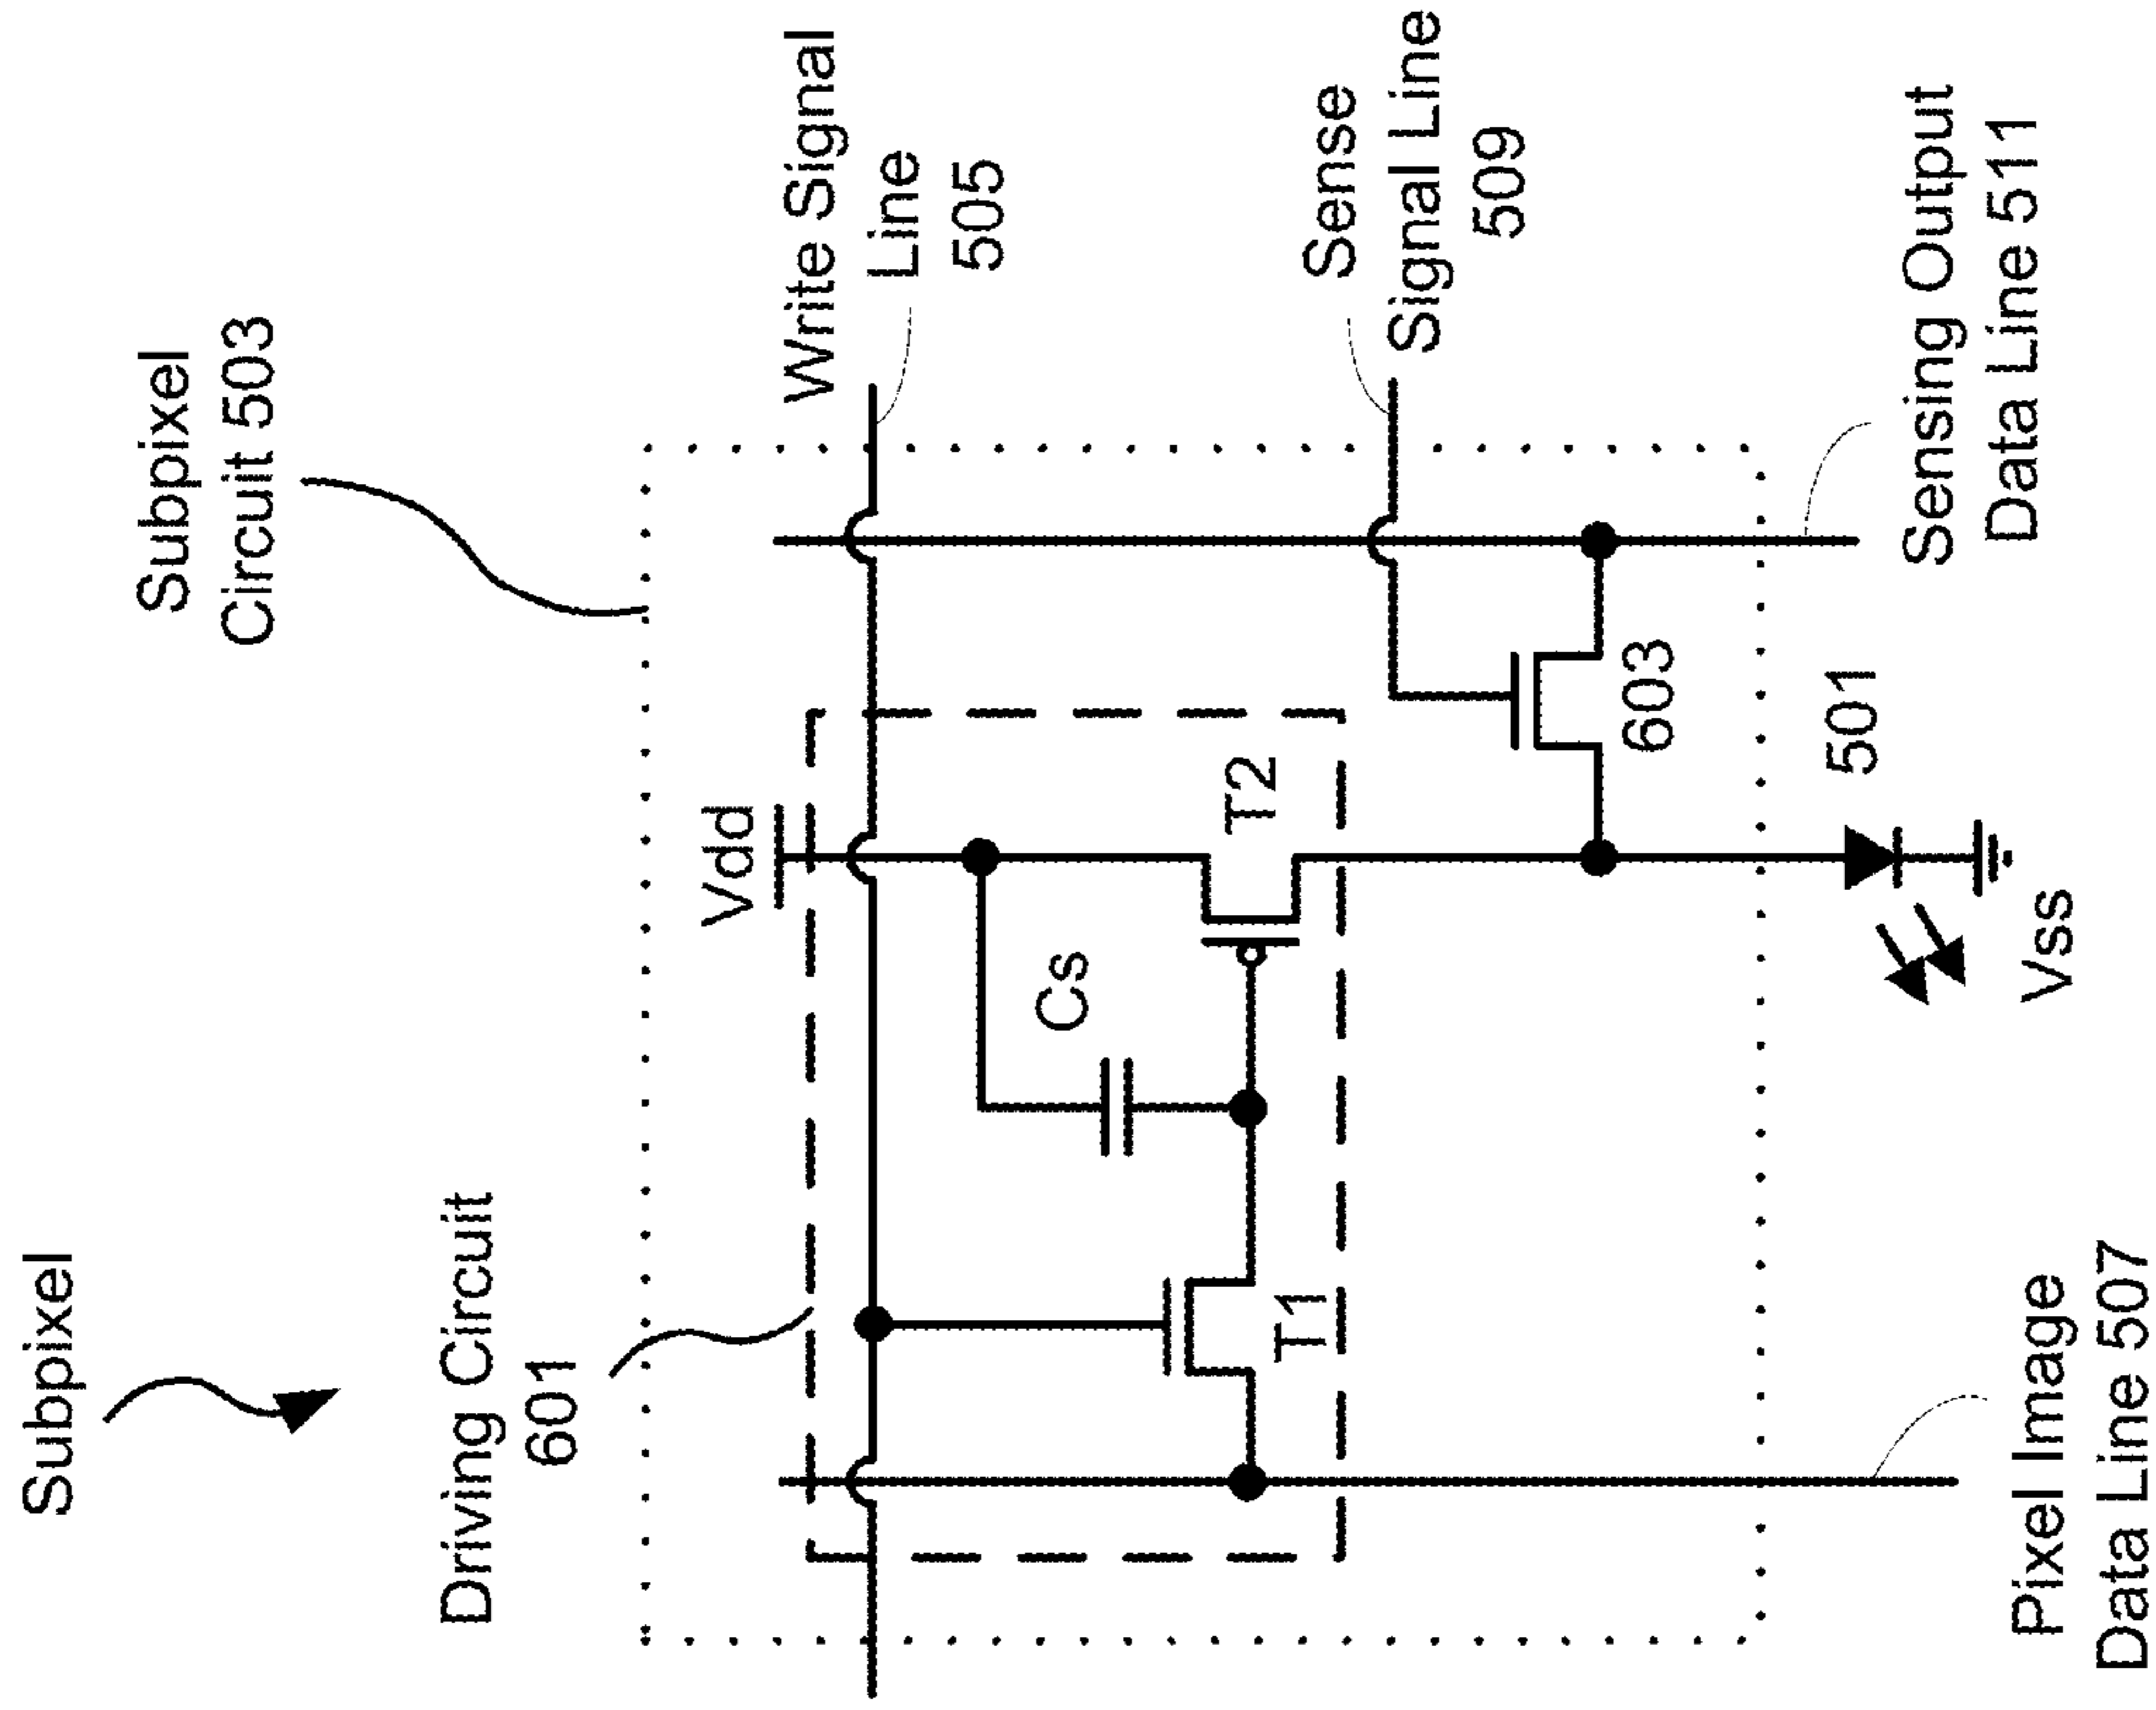 Subpixel
Subpixel
Circuit 503
Driving Circuit
601
Vdd
Write Signal
Line
505
Cs
T2
T1
Sense
Signal Line
509
603
501
Vss
Sensing Output
Data Line 511
Pixel Image
Data Line 507